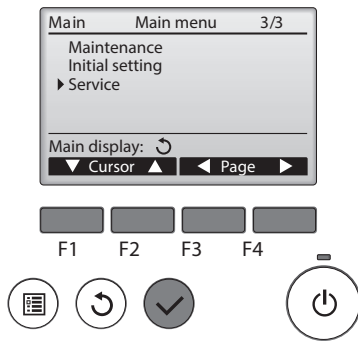 Main Main menu 3/3
Maintenance
Initial setting
Service
Main display:
Cursor Page
F1 F2 F3 F4